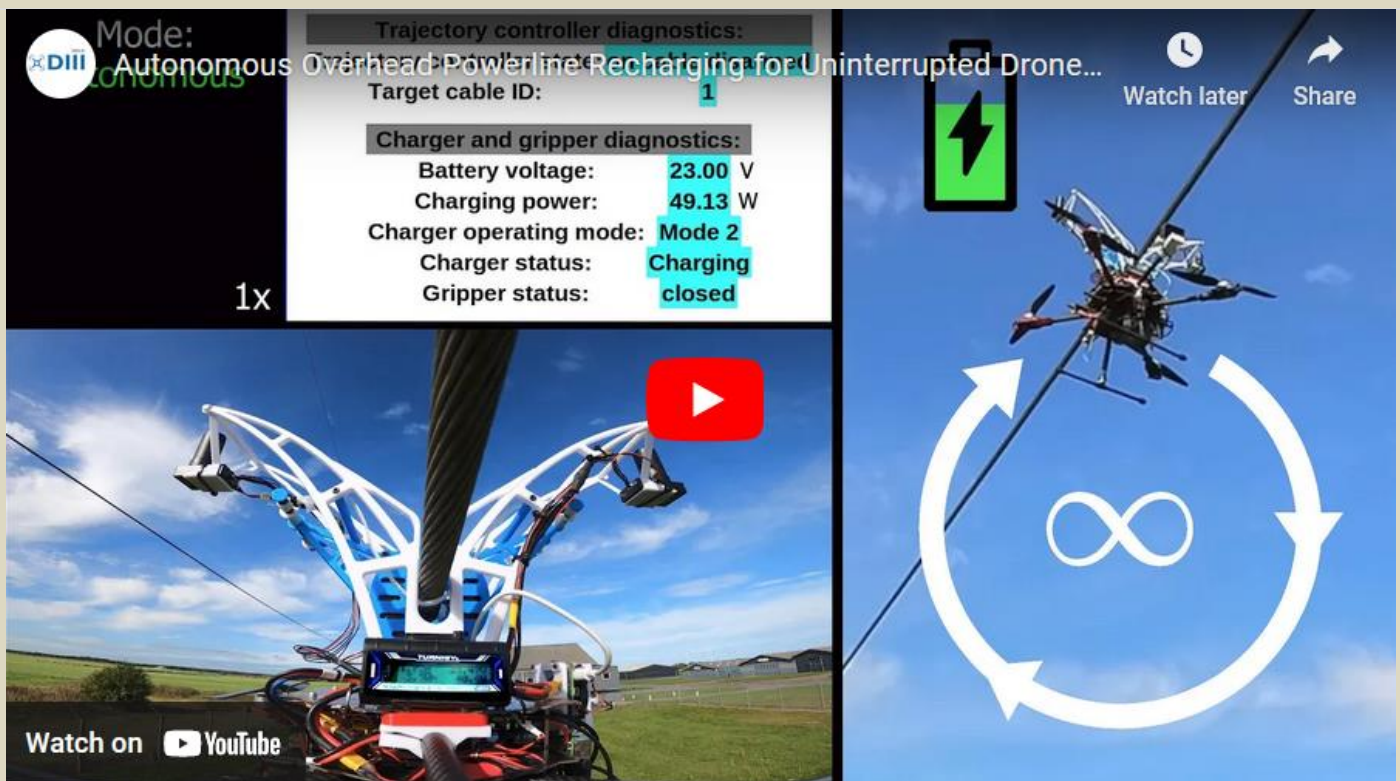 Mode:
DIII
Autonomous Overhead Powerline Recharging for Uninterrupted Drone…
Watch later
Share
onomous
Trajectory controller diagnostics:
Target cable ID: 1
Charger and gripper diagnostics:
Battery voltage: 23.00 V
Charging power: 49.13 W
Charger operating mode: Mode 2
Charger status: Charging
Gripper status: closed
1x
TURNIGY
Watch on YouTube